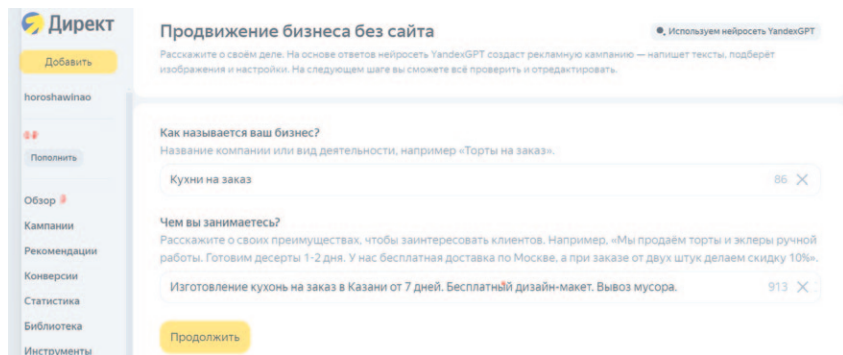 Директ
Добавить
horoshawinao
0 ₽
Пополнить
Обзор
Кампании
Рекомендации
Конверсии
Статистика
Библиотека
Инструменты
Продвижение бизнеса без сайта
Используем нейросеть YandexGPT
Расскажите о своём деле. На основе ответов нейросеть YandexGPT создаст рекламную кампанию — напишет тексты, подберёт
изображения и настройки. На следующем шаге вы сможете всё проверить и отредактировать.
Как называется ваш бизнес?
Название компании или вид деятельности, например «Торты на заказ».
Кухни на заказ 86
Чем вы занимаетесь?
Расскажите о своих преимуществах, чтобы заинтересовать клиентов. Например, «Мы продаём торты и эклеры ручной
работы. Готовим десерты 1-2 дня. У нас бесплатная доставка по Москве, а при заказе от двух штук делаем скидку 10%».
Изготовление кухонь на заказ в Казани от 7 дней. Бесплатный дизайн-макет. Вывоз мусора. 913
Продолжить